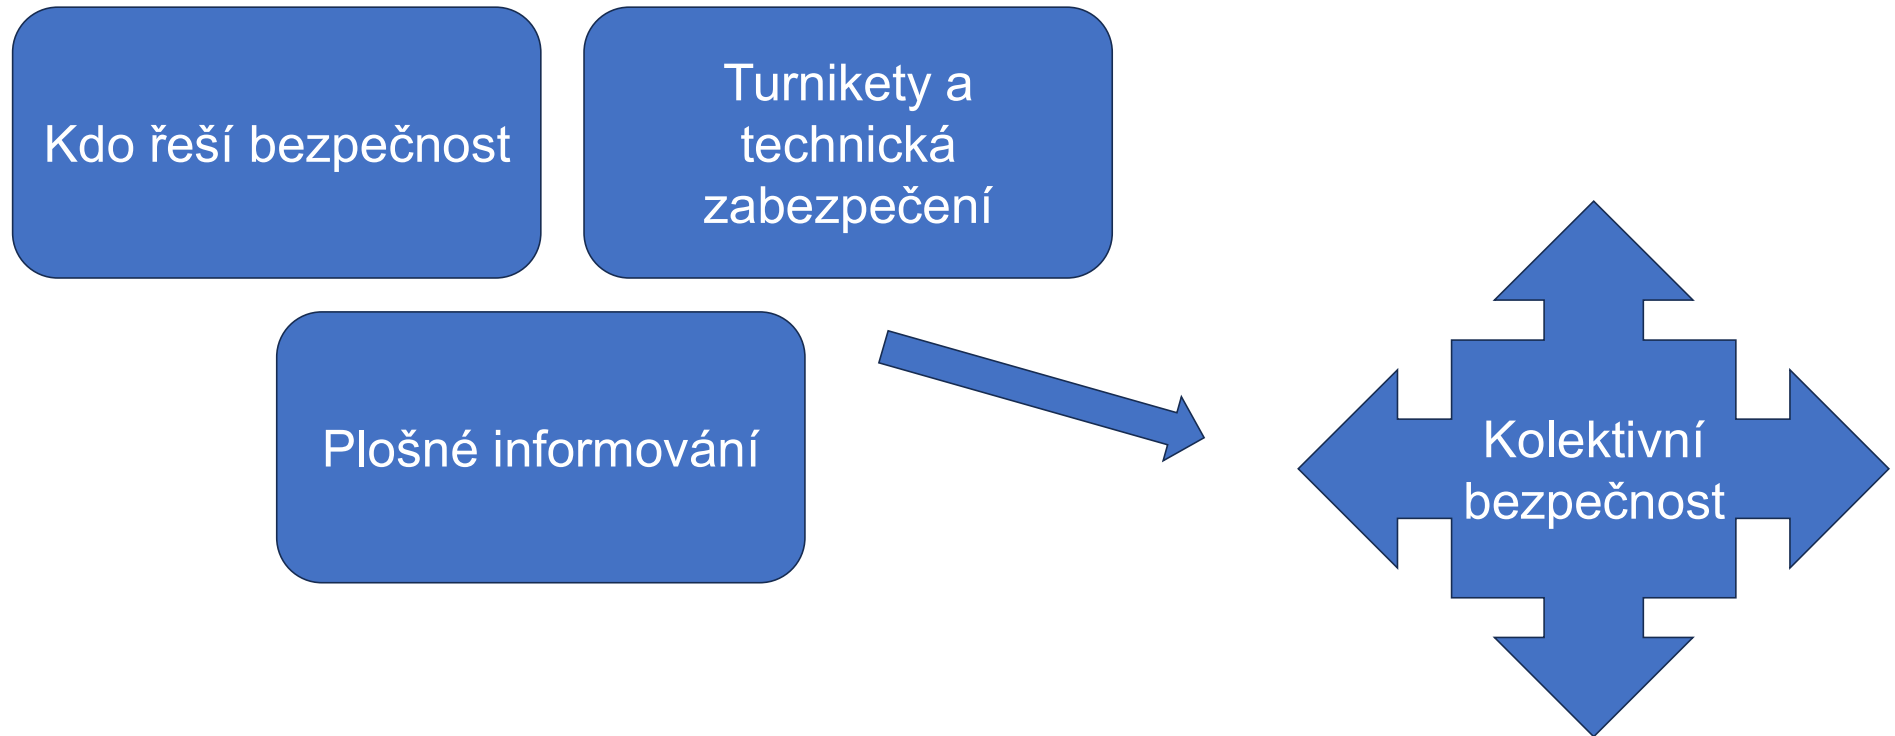 Kdo řeší bezpečnost
Turnikety a
technická
zabezpečení
Plošné informování
Kolektivní
bezpečnost